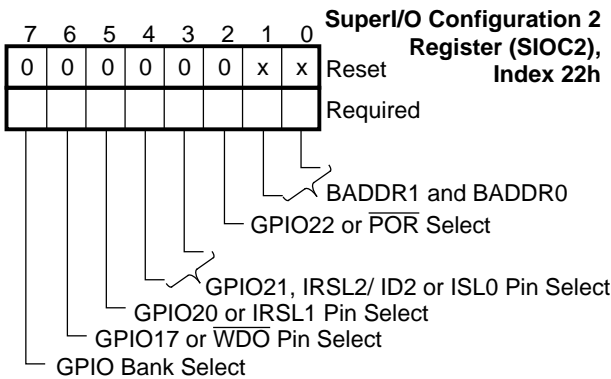 SuperI/O Configuration 2
Register (SIOC2),
Index 22h
7 6 5 4 3 2 1 0
0 0 0 0 0 0 x x Reset
Required
BADDR1 and BADDR0
GPIO22 or POR Select
GPIO21, IRSL2/ ID2 or ISL0 Pin Select
GPIO20 or IRSL1 Pin Select
GPIO17 or WDO Pin Select
GPIO Bank Select